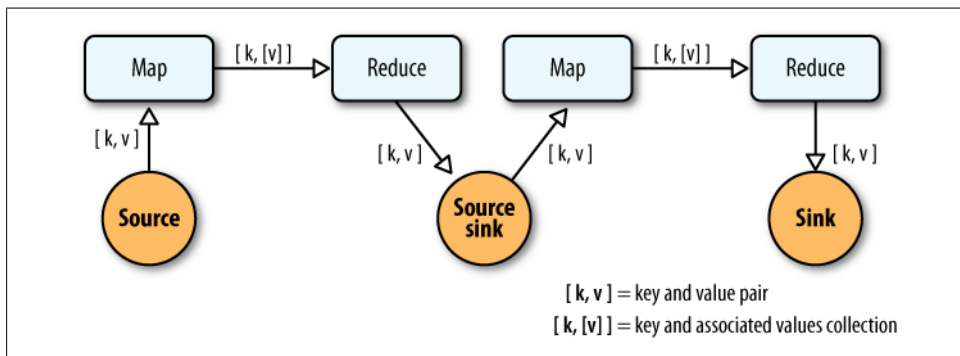 Map
[ k, [v] ]
Reduce
Map
[ k, [v] ]
Reduce
[ k, v ]
[ k, v ]
[ k, v ]
[ k, v ]
Source
Source
sink
Sink
[ k, v ] = key and value pair
[ k, [v] ] = key and associated values collection